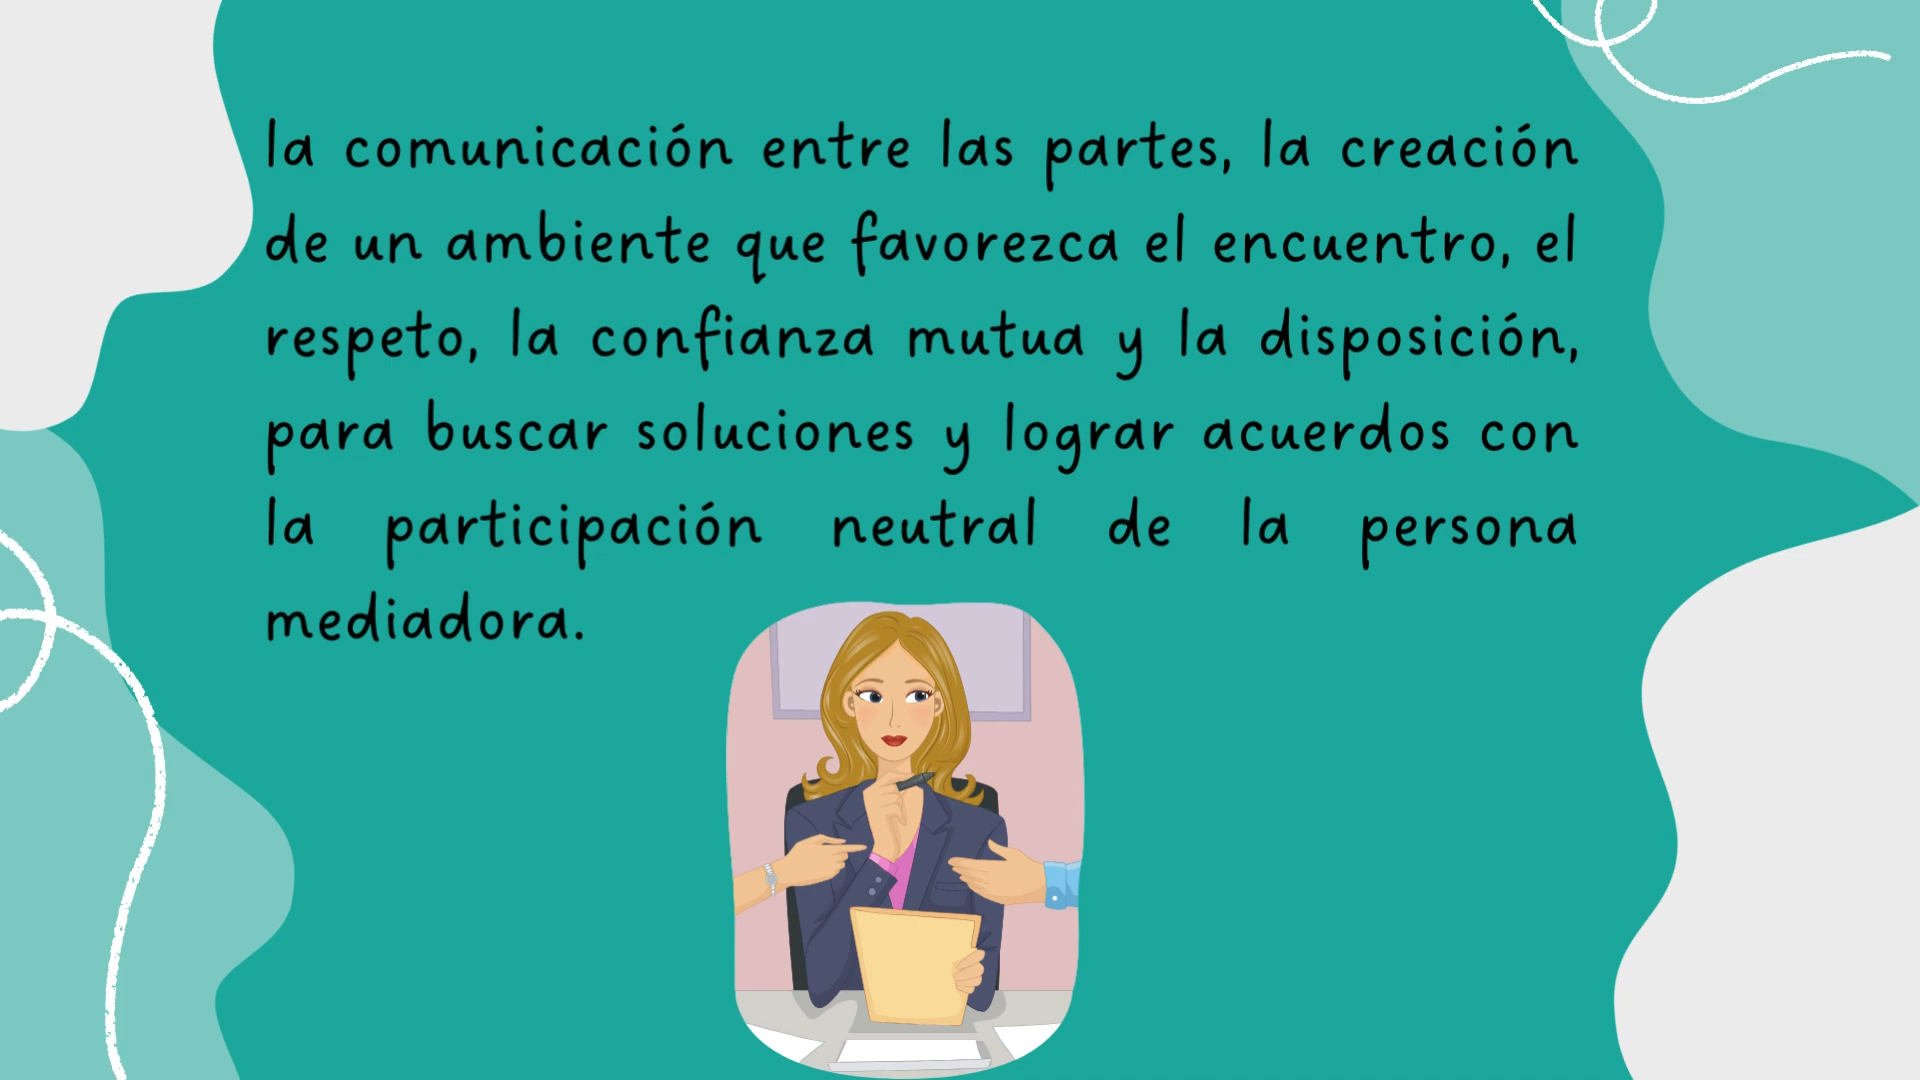 la comunicación entre las partes, la creación
de un ambiente que favorezca el encuentro, el
respeto, la confianza mutua y la disposición,
para buscar soluciones y lograr acuerdos con
la participación neutral de la persona
mediadora.